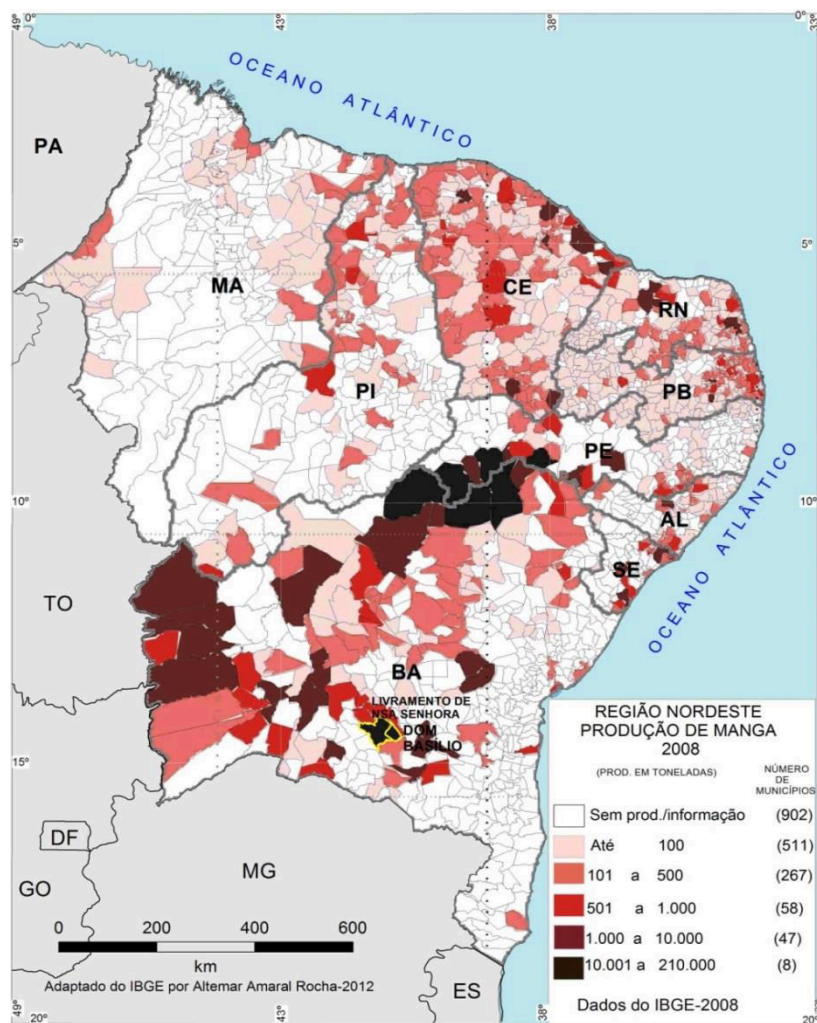 49°
43
38
33
0°
OCEANO ATLÂNTICO
PA
5°
5°
MA
CE
RN
PI
PB
PE
10°
10°
AL
SE
OCEANO ATLÂNTICO
TO
BA
LIVRAMENTO DE
NSA SENHORA
DOM
BASÍLIO
15°
DF
GO
MG
ES
0 200 400 600
km
Adaptado do IBGE por Altemar Amaral Rocha-2012
REGIÃO NORDESTE
PRODUÇÃO DE MANGA
2008
(PROD. EM TONELADAS)
NÚMERO
DE
MUNICÍPIOS
Sem prod./informação (902)
Até 100 (511)
101 a 500 (267)
501 a 1.000 (58)
1.000 a 10.000 (47)
10.001 a 210.000 (8)
Dados do IBGE-2008
49°
20
43
38
20°